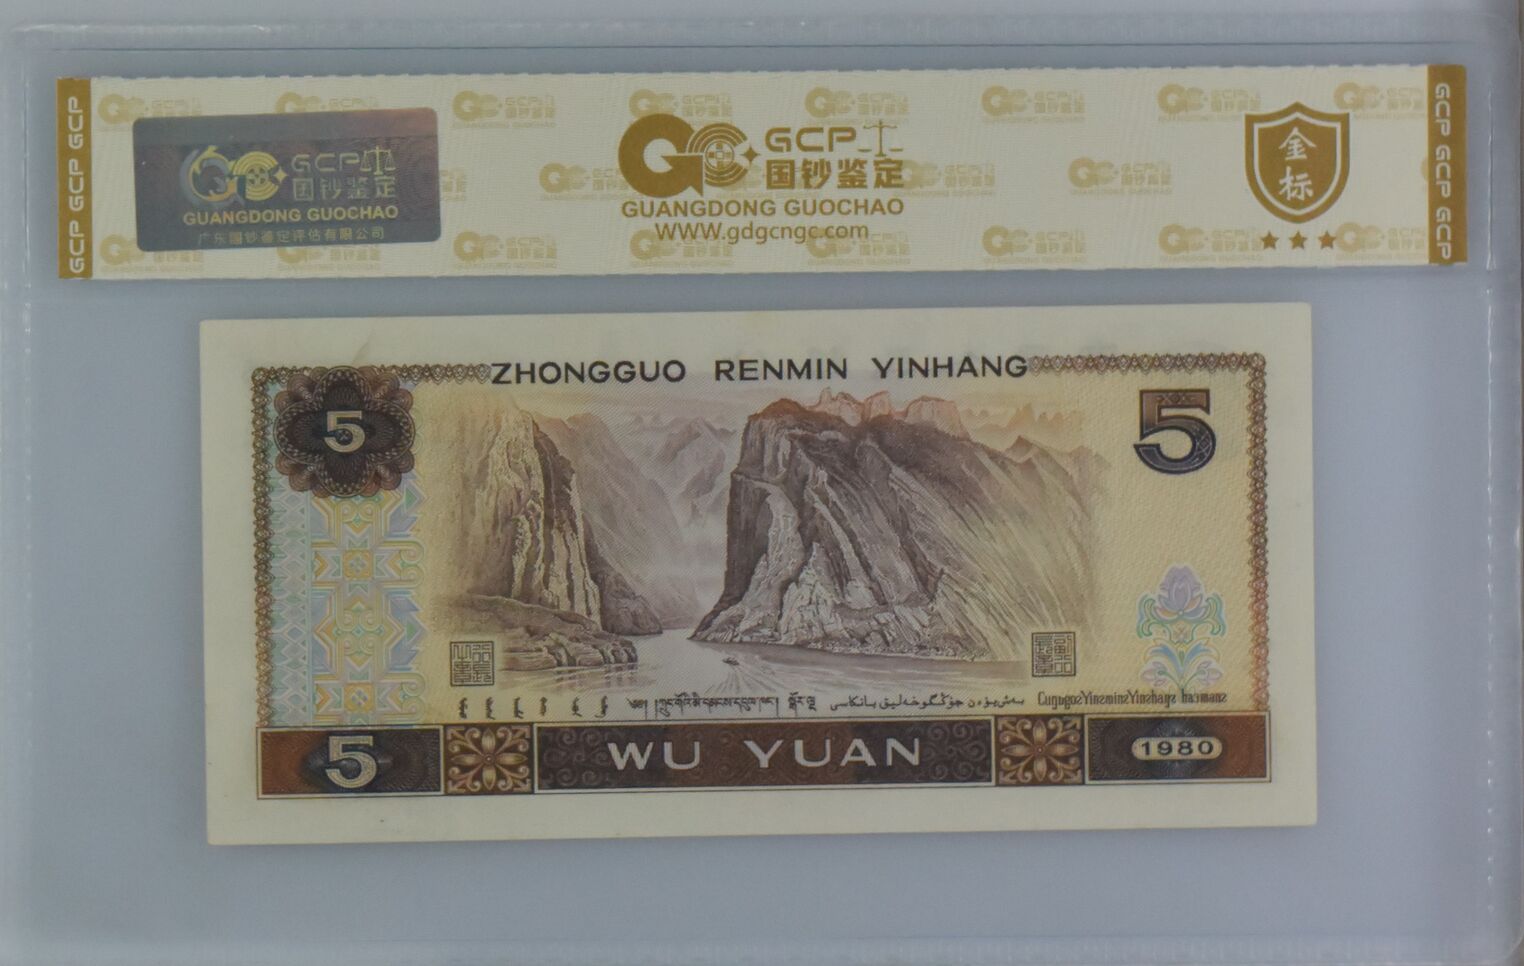 GCP GCP GCP
GCP
国钞鉴定
GUANGDONG GUOCHAO
广东国钞鉴定评估有限公司
GCP
国钞鉴定
GUANGDONG GUOCHAO
WWW.gdgcngc.com
金标
GCP GCP GCP
ZHONGGUO RENMIN YINHANG
5
5
5
WU YUAN
1980